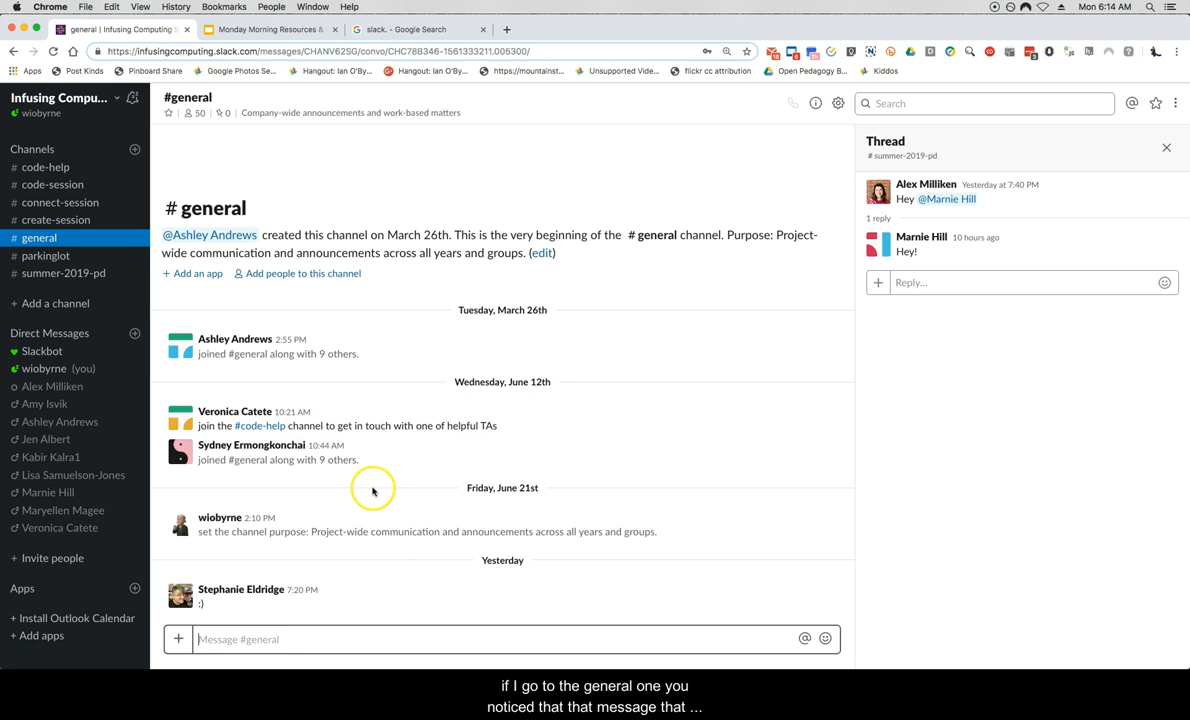 Chrome File Edit View History Bookmarks People Window Help Mon 6:14 AM
general | Infusing Computing S Monday Morning Resources & slack. - Google Search
https://infusingcomputing.slack.com/messages/CHANV62SG/convo/CHC78B346-1561333211.005300/
Apps Post Kinds Pinboard Share Google Photos Se... Hangout: Ian O'By... Hangout: Ian O'By... https://mountainst... Unsupported Vide... flickr cc attribution Open Pedagogy B... Kiddos
Infusing Compu...
wiobyrne
Channels
# code-help
# code-session
# connect-session
# create-session
# general
# parkinglot
# summer-2019-pd
+ Add a channel
Direct Messages
Slackbot
wiobyrne (you)
Alex Milliken
Amy Isvik
Ashley Andrews
Jen Albert
Kabir Kalra1
Lisa Samuelson-Jones
Marnie Hill
Maryellen Magee
Veronica Catete
+ Invite people
Apps
+ Install Outlook Calendar
+ Add apps
#general
50 | 0 | Company-wide announcements and work-based matters
Search
# general
@Ashley Andrews created this channel on March 26th. This is the very beginning of the # general channel. Purpose: Project-
wide communication and announcements across all years and groups. (edit)
+ Add an app Add people to this channel
Tuesday, March 26th
Ashley Andrews 2:55 PM
joined #general along with 9 others.
Wednesday, June 12th
Veronica Catete 10:21 AM
join the #code-help channel to get in touch with one of helpful TAs
Sydney Ermongkonchai 10:44 AM
joined #general along with 9 others.
Friday, June 21st
wiobyrne 2:10 PM
set the channel purpose: Project-wide communication and announcements across all years and groups.
Yesterday
Stephanie Eldridge 7:20 PM
:)
Message #general
Thread
# summer-2019-pd
Alex Milliken Yesterday at 7:40 PM
Hey @Marnie Hill
1 reply
Marnie Hill 10 hours ago
Hey!
Reply...
if I go to the general one you
noticed that that message that ...